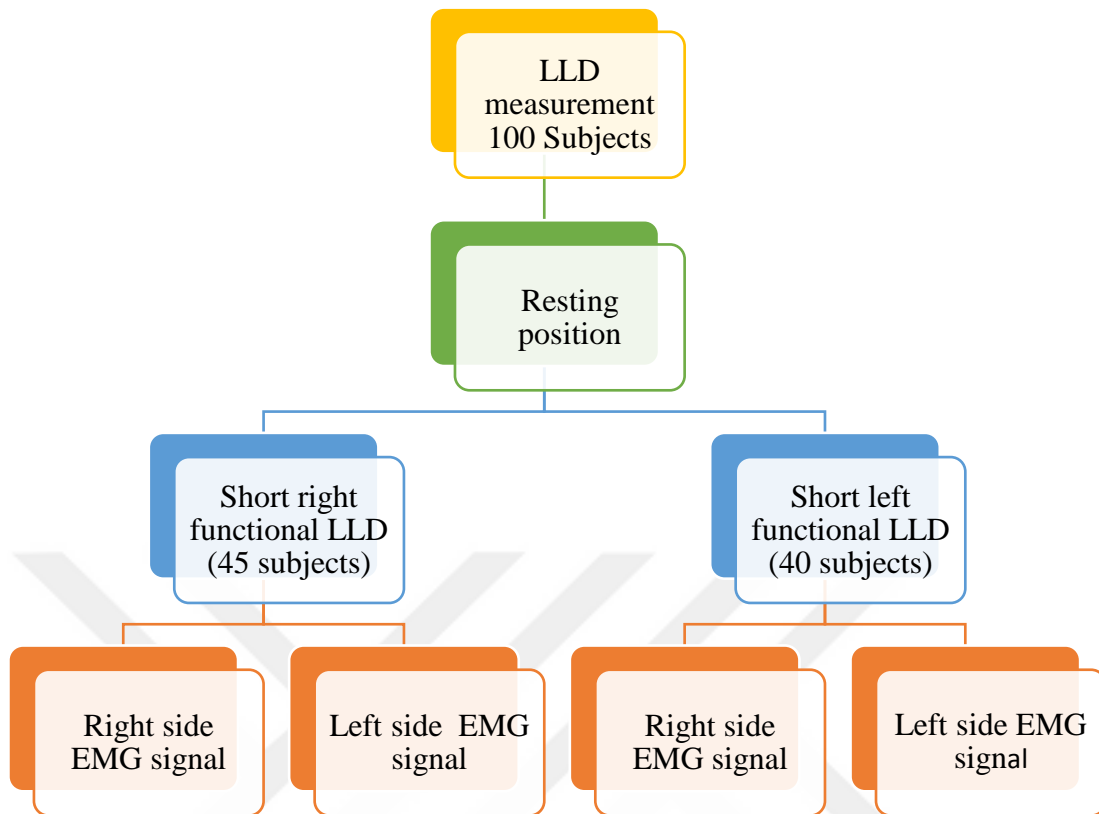 LLD
measurement
100 Subjects
Resting
position
Short right
functional LLD
(45 subjects)
Short left
functional LLD
(40 subjects)
Right side
EMG signal
Left side EMG
signal
Right side
EMG signal
Left side EMG
signal